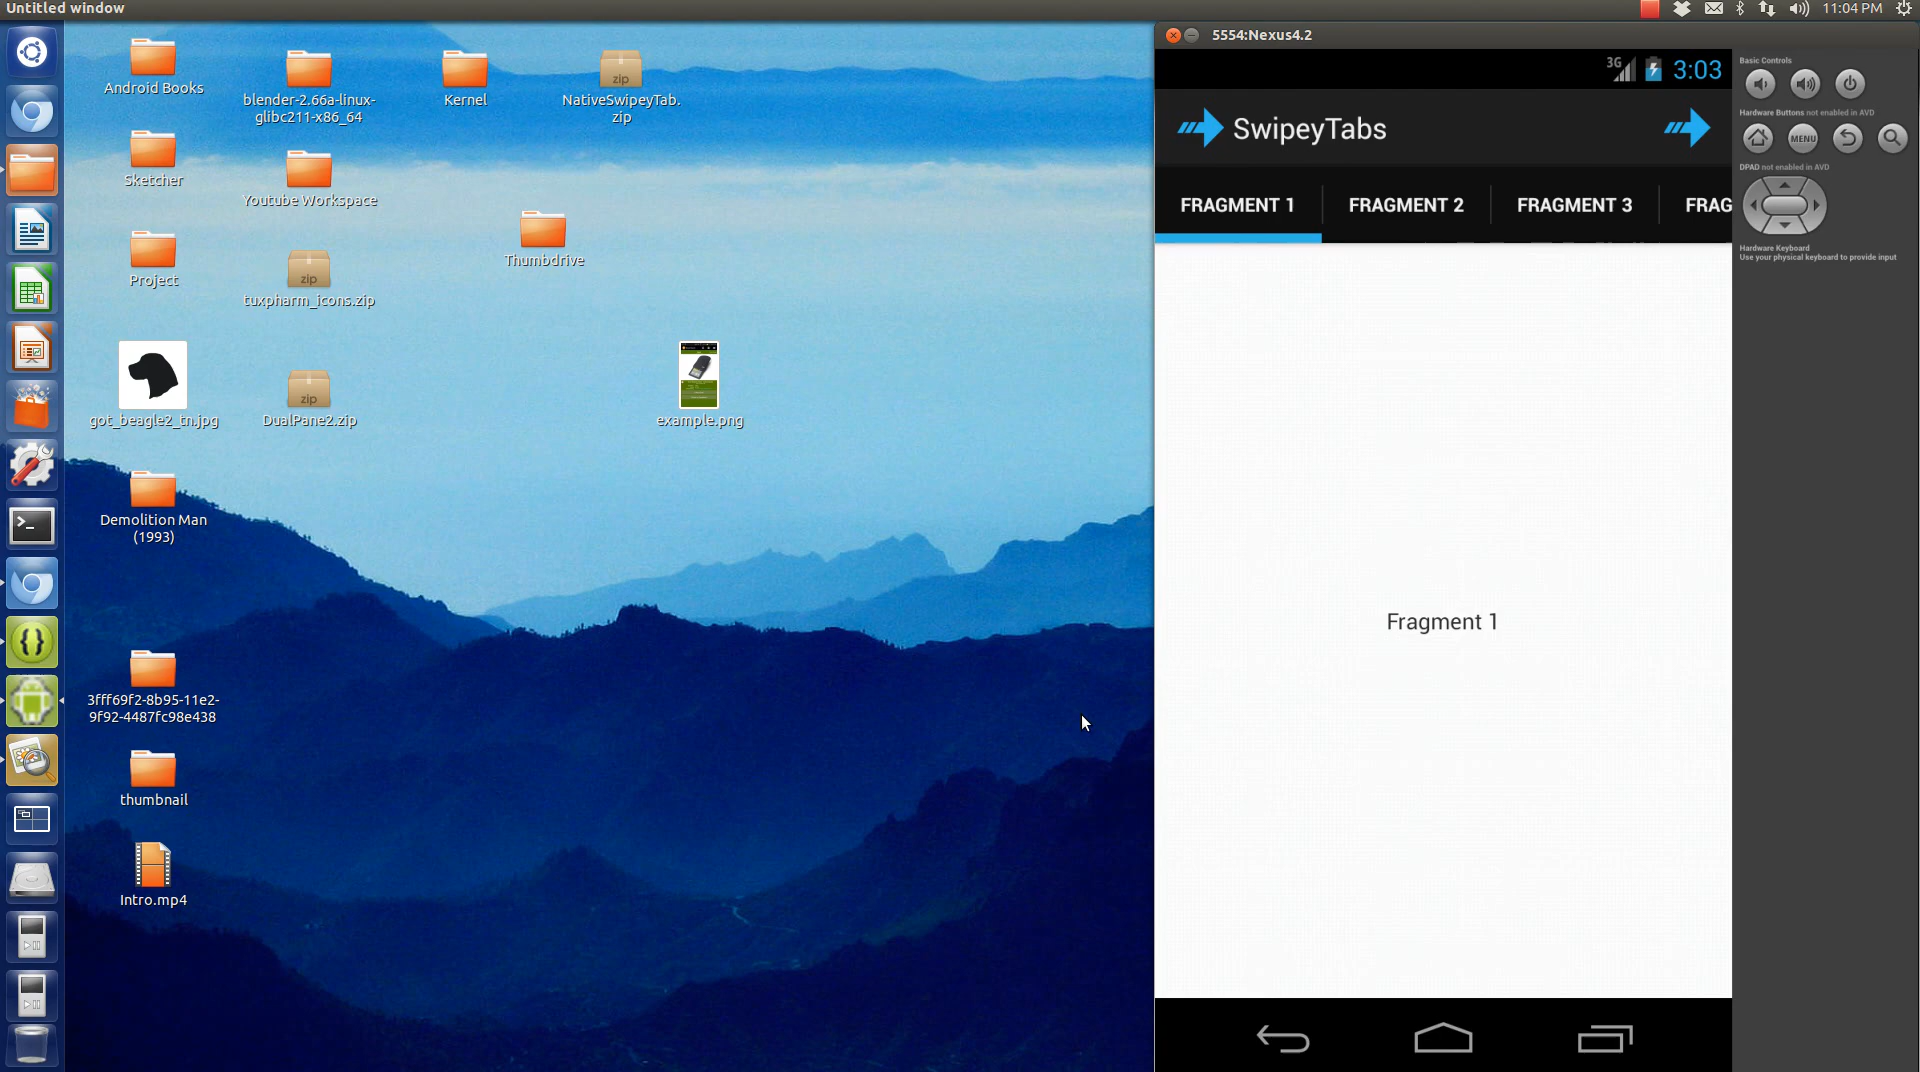 Untitled window
11:04 PM
Android Books
blender-2.66a-linux-
glibc211-x86_64
Kernel
zip
NativeSwipeyTab.
zip
Sketcher
Youtube Workspace
Thumbdrive
Project
zip
tuxpharm_icons.zip
got_beagle2_tn.jpg
zip
DualPane2.zip
example.png
Demolition Man
(1993)
3fff69f2-8b95-11e2-
9f92-4487fc98e438
thumbnail
Intro.mp4
5554:Nexus4.2
3G
3:03
SwipeyTabs
FRAGMENT 1
FRAGMENT 2
FRAGMENT 3
FRAG
Fragment 1
Basic Controls
Hardware Buttons not enabled in AVD
MENU
DPAD not enabled in AVD
Hardware Keyboard
Use your physical keyboard to provide input